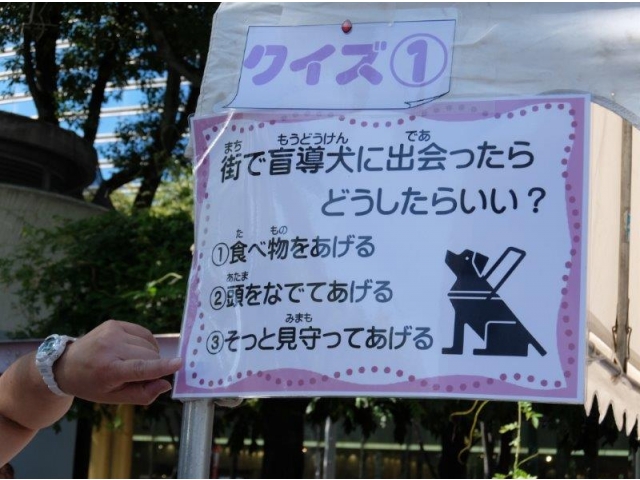 クイズ①
街で盲導犬に出会ったら
どうしたらいい？
①食べ物をあげる
②頭をなでてあげる
③そっと見守ってあげる